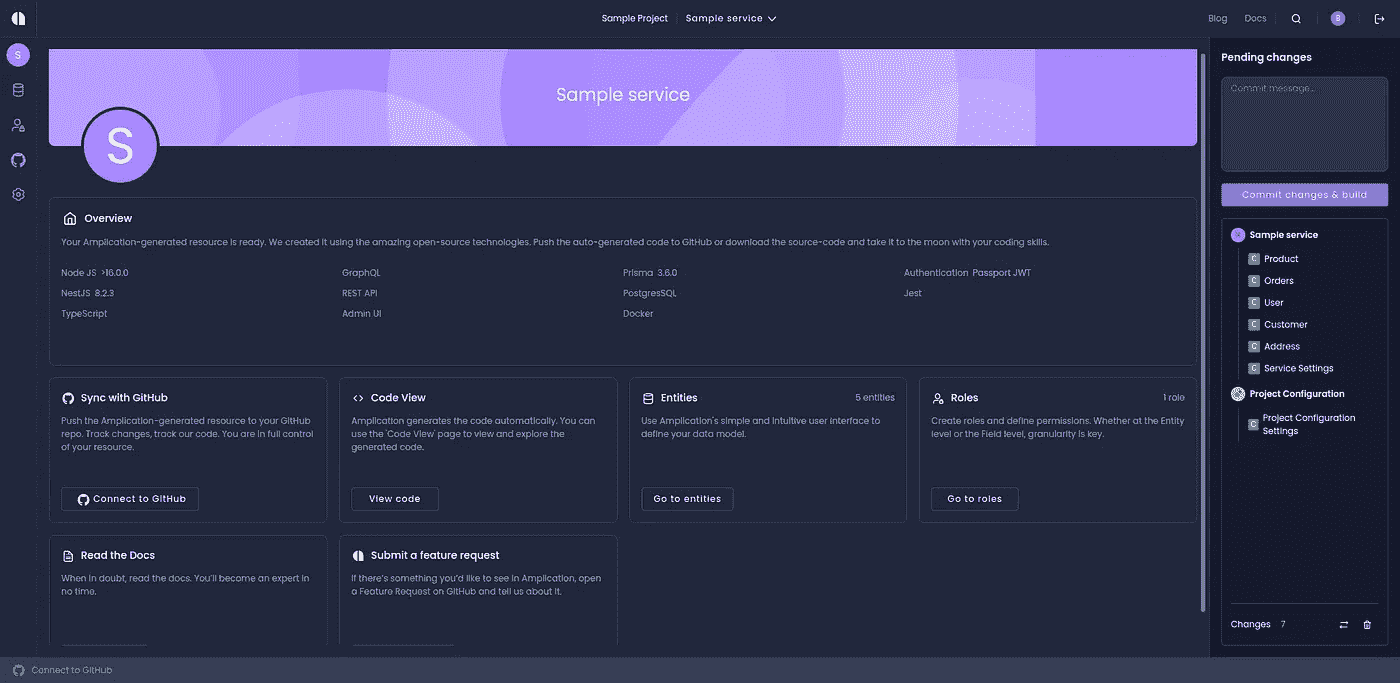 Sample Project
Sample service
Blog
Docs
B
S
Sample service
S
Overview
Your Amplication-generated resource is ready. We created it using the amazing open-source technologies. Push the auto-generated code to GitHub or download the source-code and take it to the moon with your coding skills.
Node JS >16.0.0
GraphQL
Prisma 3.6.0
Authentication Passport JWT
NestJS 8.2.3
REST API
PostgresSQL
Jest
TypeScript
Admin UI
Docker
Sync with GitHub
Push the Amplication-generated resource to your GitHub
repo. Track changes, track our code. You are in full control
of your resource.
Connect to GitHub
Code View
Amplication generates the code automatically. You can
use the 'Code View' page to view and explore the
generated code.
View code
Entities
5 entities
Use Amplication's simple and intuitive user interface to
define your data model.
Go to entities
Roles
1 role
Create roles and define permissions. Whether at the Entity
level or the Field level, granularity is key.
Go to roles
Read the Docs
When in doubt, read the docs. You'll become an expert in
no time.
Submit a feature request
If there's something you'd like to see in Amplication, open
a Feature Request on GitHub and tell us about it.
Pending changes
Commit message...
Commit changes & build
Sample service
C Product
C Orders
C User
C Customer
C Address
C Service Settings
Project Configuration
C Project Configuration
Settings
Changes 7
Connect to GitHub